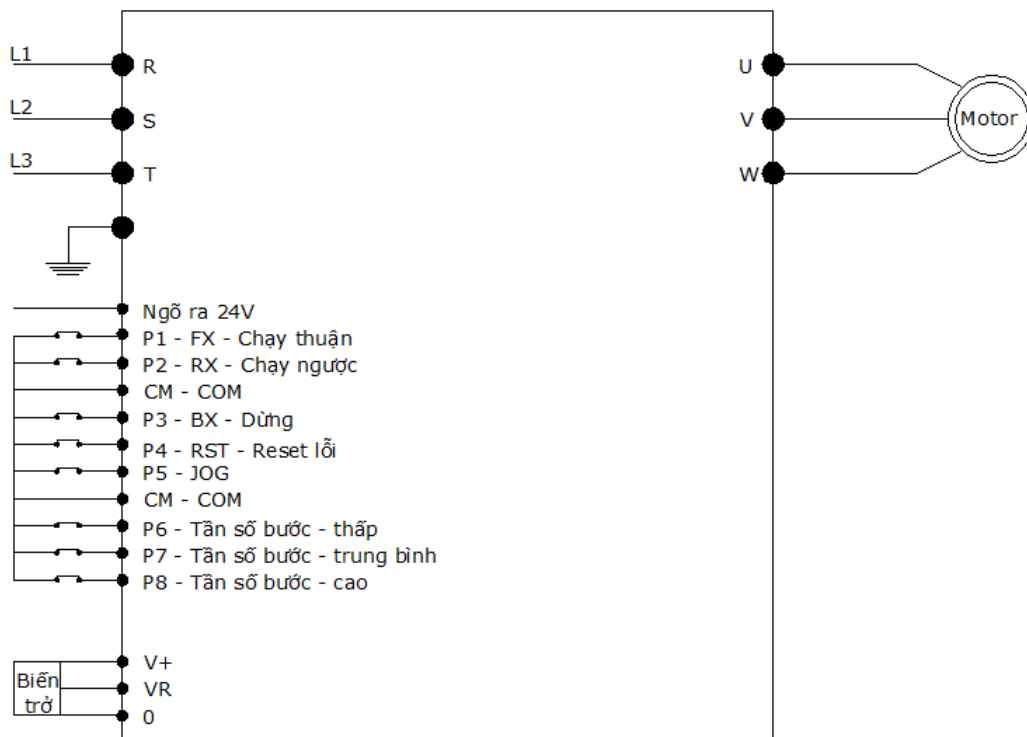 L1
R
U
L2
S
V
Motor
L3
T
W
Ngõ ra 24V
P1 - FX - Chạy thuận
P2 - RX - Chạy ngược
CM - COM
P3 - BX - Dừng
P4 - RST - Reset lỗi
P5 - JOG
CM - COM
P6 - Tần số bước - thấp
P7 - Tần số bước - trung bình
P8 - Tần số bước - cao
V+
Biến
trở
VR
0